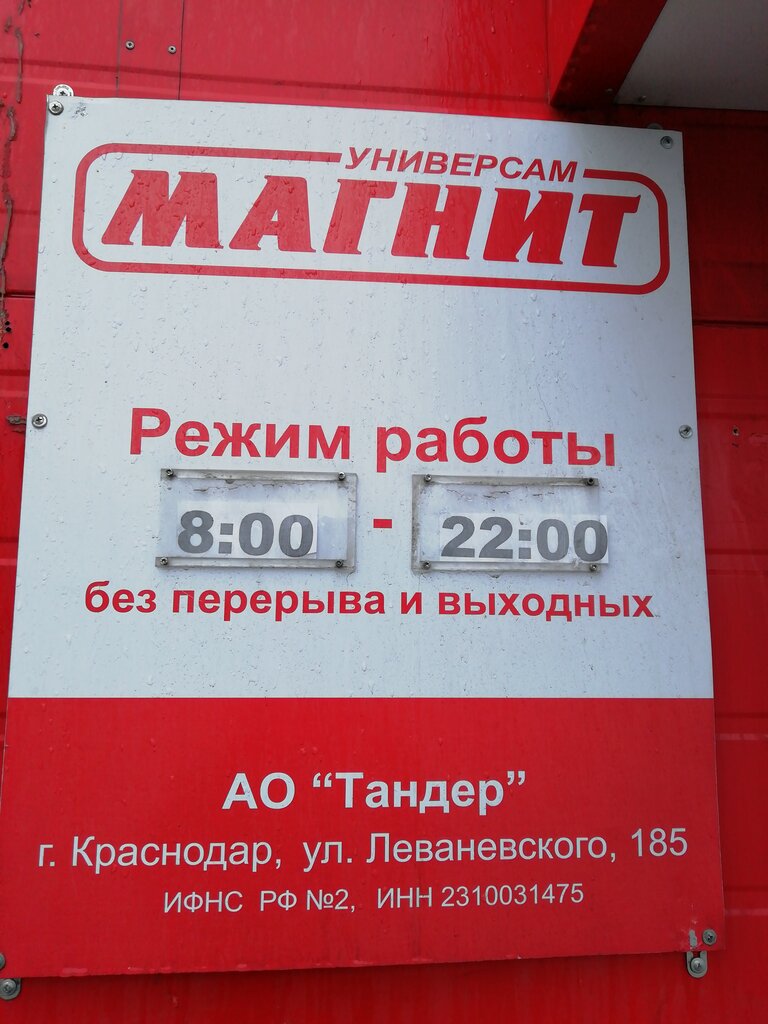 УНИВЕРСАМ
МАГНИТ
Режим работы
8:00 - 22:00
без перерыва и выходных
АО “Тандер”
г. Краснодар, ул. Леваневского, 185
ИФНС РФ №2, ИНН 2310031475